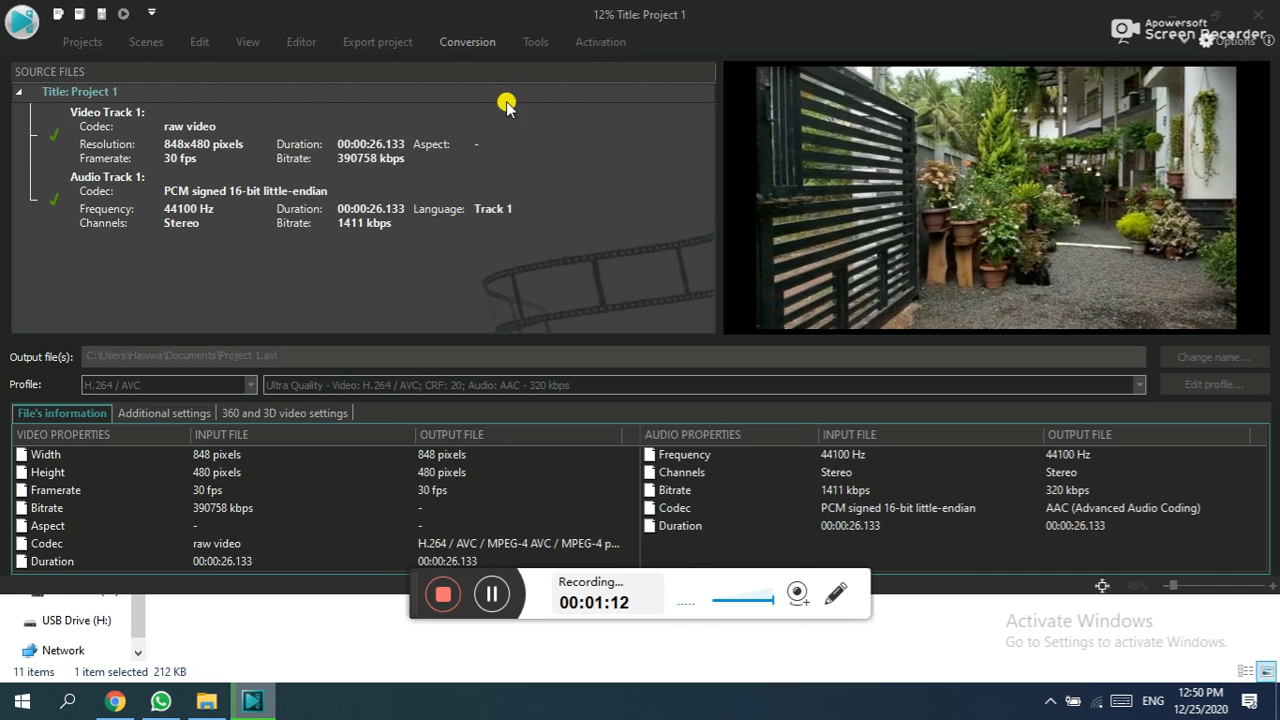 12% Title: Project 1
Apowersoft
Screen Recorder
Projects Scenes Edit View Editor Export project Conversion Tools Activation Options
SOURCE FILES
Title: Project 1
Video Track 1:
Codec: raw video
Resolution: 848x480 pixels Duration: 00:00:26.133 Aspect: -
Framerate: 30 fps Bitrate: 390758 kbps
Audio Track 1:
Codec: PCM signed 16-bit little-endian
Frequency: 44100 Hz Duration: 00:00:26.133 Language: Track 1
Channels: Stereo Bitrate: 1411 kbps
Output file(s): C:\Users\Hawwa\Documents\Project 1.avi Change name...
Profile: H.264 / AVC Ultra Quality - Video: H.264 / AVC; CRF: 20; Audio: AAC - 320 kbps Edit profile...
File's information Additional settings 360 and 3D video settings
VIDEO PROPERTIES INPUT FILE OUTPUT FILE AUDIO PROPERTIES INPUT FILE OUTPUT FILE
Width 848 pixels 848 pixels Frequency 44100 Hz 44100 Hz
Height 480 pixels 480 pixels Channels Stereo Stereo
Framerate 30 fps 30 fps Bitrate 1411 kbps 320 kbps
Bitrate 390758 kbps - Codec PCM signed 16-bit little-endian AAC (Advanced Audio Coding)
Aspect - - Duration 00:00:26.133 00:00:26.133
Codec raw video H.264 / AVC / MPEG-4 AVC / MPEG-4 p...
Duration 00:00:26.133 00:00:26.133
49%
Recording...
00:01:12
USB Drive (H:)
Network
Activate Windows
Go to Settings to activate Windows.
11 items 1 item selected 212 KB
ENG 12:50 PM
12/25/2020